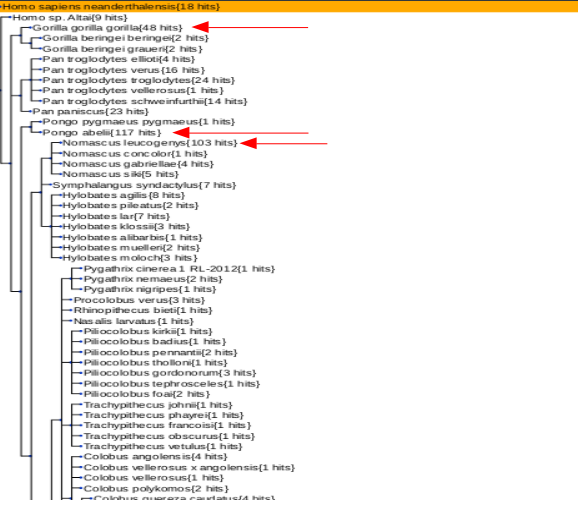 Homo sapiens neanderthalensis{18 hits}
Homo sp. Altai{9 hits}
Gorilla gorilla gorilla{48 hits}
Gorilla beringei beringei{2 hits}
Gorilla beringei graueri{2 hits}
Pan troglodytes ellioti{4 hits}
Pan troglodytes verus{16 hits}
Pan troglodytes troglodytes{24 hits}
Pan troglodytes vellerosus{1 hits}
Pan troglodytes schweinfurthii{14 hits}
Pan paniscus{23 hits}
Pongo pygmaeus pygmaeus{1 hits}
Pongo abelii{117 hits}
Nomascus leucogenys{103 hits}
Nomascus concolor{1 hits}
Nomascus gabriellae{4 hits}
Nomascus siki{5 hits}
Symphalangus syndactylus{7 hits}
Hylobates agilis{8 hits}
Hylobates pileatus{2 hits}
Hylobates lar{7 hits}
Hylobates klossii{3 hits}
Hylobates alibarbis{1 hits}
Hylobates muelleri{2 hits}
Hylobates moloch{3 hits}
Pygathrix cinerea 1 RL-2012{1 hits}
Pygathrix nemaeus{2 hits}
Pygathrix nigripes{1 hits}
Procolobus verus{3 hits}
Rhinopithecus bieti{1 hits}
Nasalis larvatus{1 hits}
Piliocolobus kirkii{1 hits}
Piliocolobus badius{1 hits}
Piliocolobus pennantii{2 hits}
Piliocolobus tholloni{1 hits}
Piliocolobus gordonorum{3 hits}
Piliocolobus tephrosceles{1 hits}
Piliocolobus foai{2 hits}
Trachypithecus johnii{1 hits}
Trachypithecus phayrei{1 hits}
Trachypithecus francoisi{1 hits}
Trachypithecus obscurus{1 hits}
Trachypithecus vetulus{1 hits}
Colobus angolensis{4 hits}
Colobus vellerosus x angolensis{1 hits}
Colobus vellerosus{1 hits}
Colobus polykomos{2 hits}
Colobus guereza caudatus{4 hits}